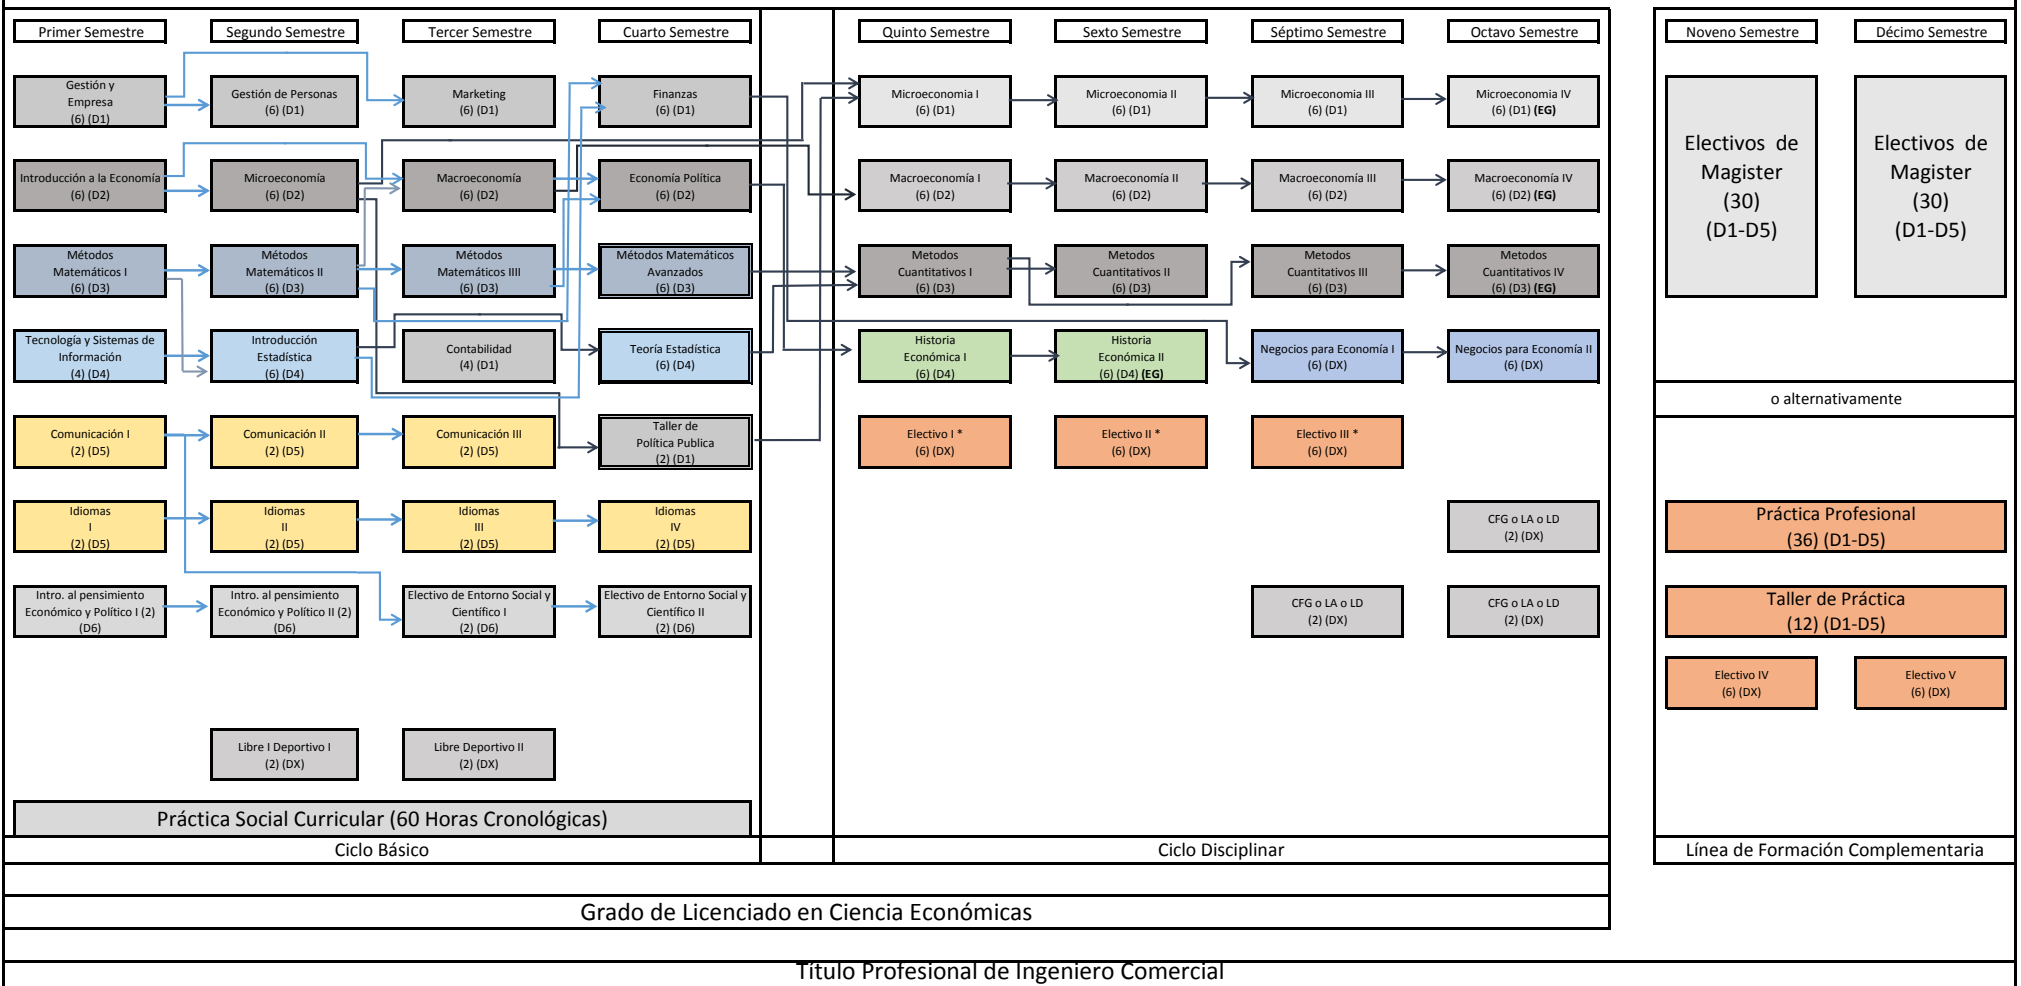 Primer Semestre
Segundo Semestre
Tercer Semestre
Cuarto Semestre
Quinto Semestre
Sexto Semestre
Séptimo Semestre
Octavo Semestre
Noveno Semestre
Décimo Semestre
Gestión y
Empresa
(6) (D1)
Gestión de Personas
(6) (D1)
Marketing
(6) (D1)
Finanzas
(6) (D1)
Microeconomia I
(6) (D1)
Microeconomia II
(6) (D1)
Microeconomia III
(6) (D1)
Microeconomia IV
(6) (D1) (EG)
Electivos de
Magister
(30)
(D1-D5)
Electivos de
Magister
(30)
(D1-D5)
Introducción a la Economía
(6) (D2)
Microeconomía
(6) (D2)
Macroeconomía
(6) (D2)
Economía Política
(6) (D2)
Macroeconomía I
(6) (D2)
Macroeconomía II
(6) (D2)
Macroeconomía III
(6) (D2)
Macroeconomía IV
(6) (D2) (EG)
Métodos
Matemáticos I
(6) (D3)
Métodos
Matemáticos II
(6) (D3)
Métodos
Matemáticos IIII
(6) (D3)
Métodos Matemáticos
Avanzados
(6) (D3)
Metodos
Cuantitativos I
(6) (D3)
Metodos
Cuantitativos II
(6) (D3)
Metodos
Cuantitativos III
(6) (D3)
Metodos
Cuantitativos IV
(6) (D3) (EG)
Tecnología y Sistemas de
Información
(4) (D4)
Introducción
Estadística
(6) (D4)
Contabilidad
(4) (D1)
Teoría Estadística
(6) (D4)
Historia
Económica I
(6) (D4)
Historia
Económica II
(6) (D4) (EG)
Negocios para Economía I
(6) (DX)
Negocios para Economía II
(6) (DX)
o alternativamente
Comunicación I
(2) (D5)
Comunicación II
(2) (D5)
Comunicación III
(2) (D5)
Taller de
Política Publica
(2) (D1)
Electivo I *
(6) (DX)
Electivo II *
(6) (DX)
Electivo III *
(6) (DX)
Idiomas
I
(2) (D5)
Idiomas
II
(2) (D5)
Idiomas
III
(2) (D5)
Idiomas
IV
(2) (D5)
CFG o LA o LD
(2) (DX)
Práctica Profesional
(36) (D1-D5)
Intro. al pensimiento
Económico y Político I (2)
(D6)
Intro. al pensimiento
Económico y Político II (2)
(D6)
Electivo de Entorno Social y
Científico I
(2) (D6)
Electivo de Entorno Social y
Científico II
(2) (D6)
CFG o LA o LD
(2) (DX)
CFG o LA o LD
(2) (DX)
Taller de Práctica
(12) (D1-D5)
Electivo IV
(6) (DX)
Electivo V
(6) (DX)
Libre I Deportivo I
(2) (DX)
Libre Deportivo II
(2) (DX)
Práctica Social Curricular (60 Horas Cronológicas)
Ciclo Básico
Ciclo Disciplinar
Línea de Formación Complementaria
Grado de Licenciado en Ciencia Económicas
Título Profesional de Ingeniero Comercial